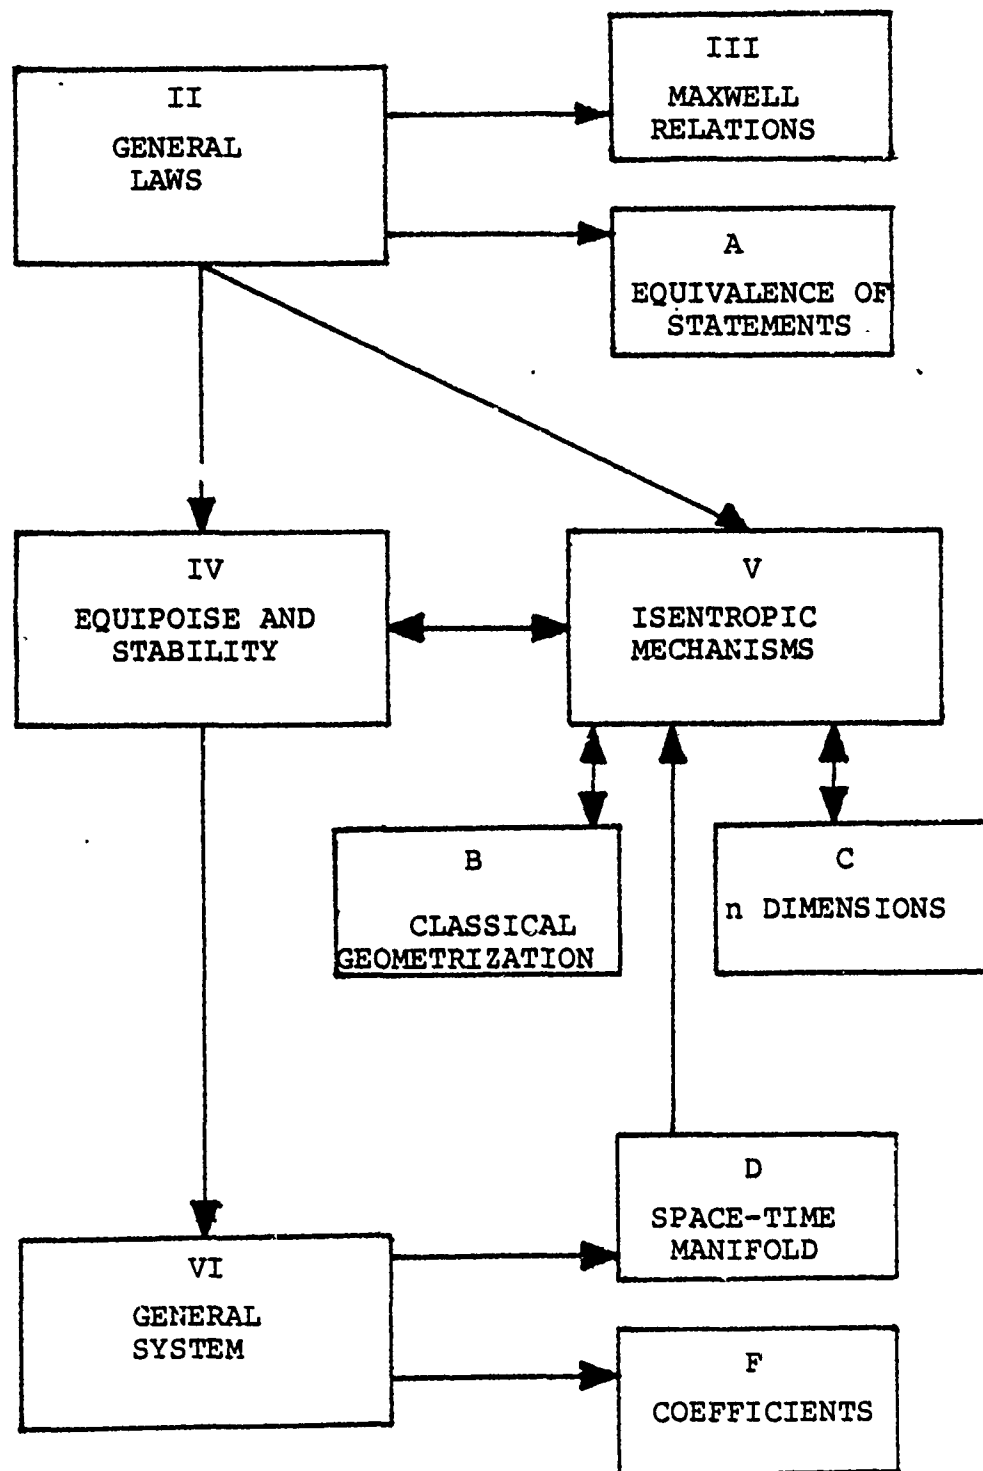 III
MAXWELL
RELATIONS
II
GENERAL
LAWS
A
EQUIVALENCE OF
STATEMENTS
IV
EQUIPOISE AND
STABILITY
V
ISENTROPIC
MECHANISMS
B
CLASSICAL
GEOMETRIZATION
C
n DIMENSIONS
D
SPACE-TIME
MANIFOLD
VI
GENERAL
SYSTEM
F
COEFFICIENTS